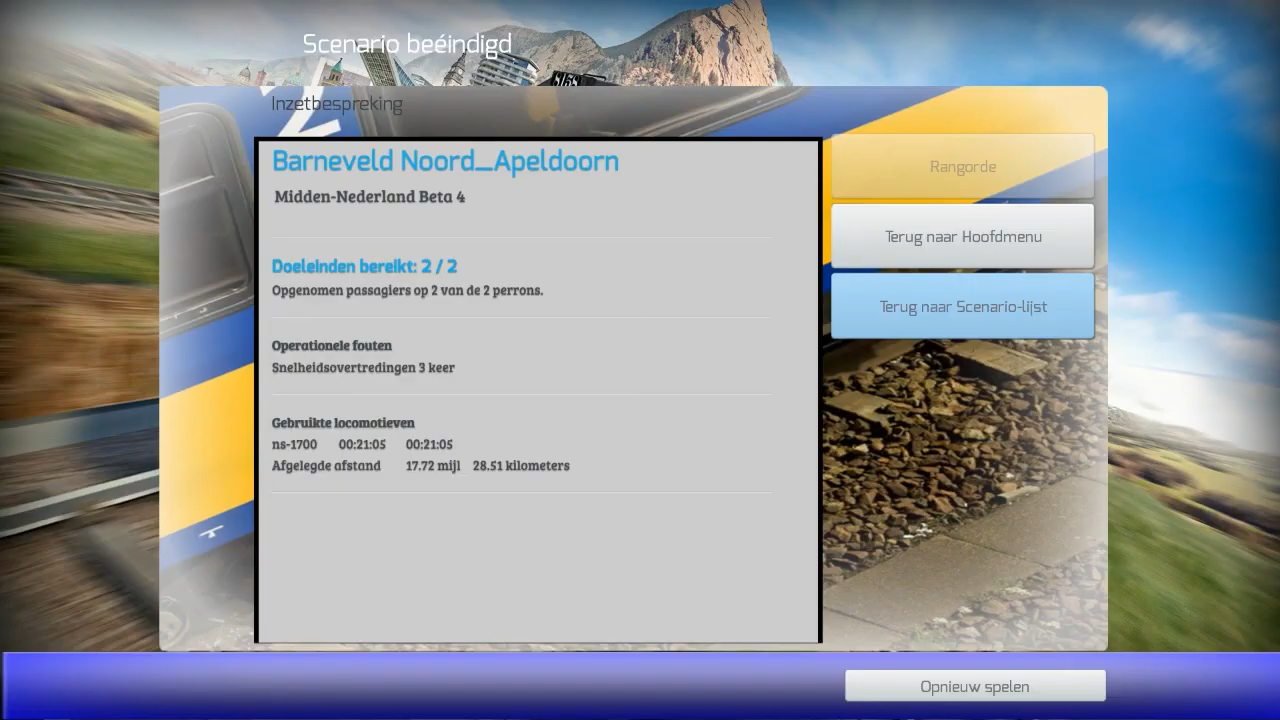 Scenario beéindigd
Inzetbespreking
Barneveld Noord_Apeldoorn
Midden-Nederland Beta 4
Doeleinden bereikt: 2 / 2
Opgenomen passagiers op 2 van de 2 perrons.
Operationele fouten
Snelheidsovertredingen 3 keer
Gebruikte locomotieven
ns-1700 00:21:05 00:21:05
Afgelegde afstand 17.72 mijl 28.51 kilometers
Rangorde
Terug naar Hoofdmenu
Terug naar Scenario-lijst
Opnieuw spelen